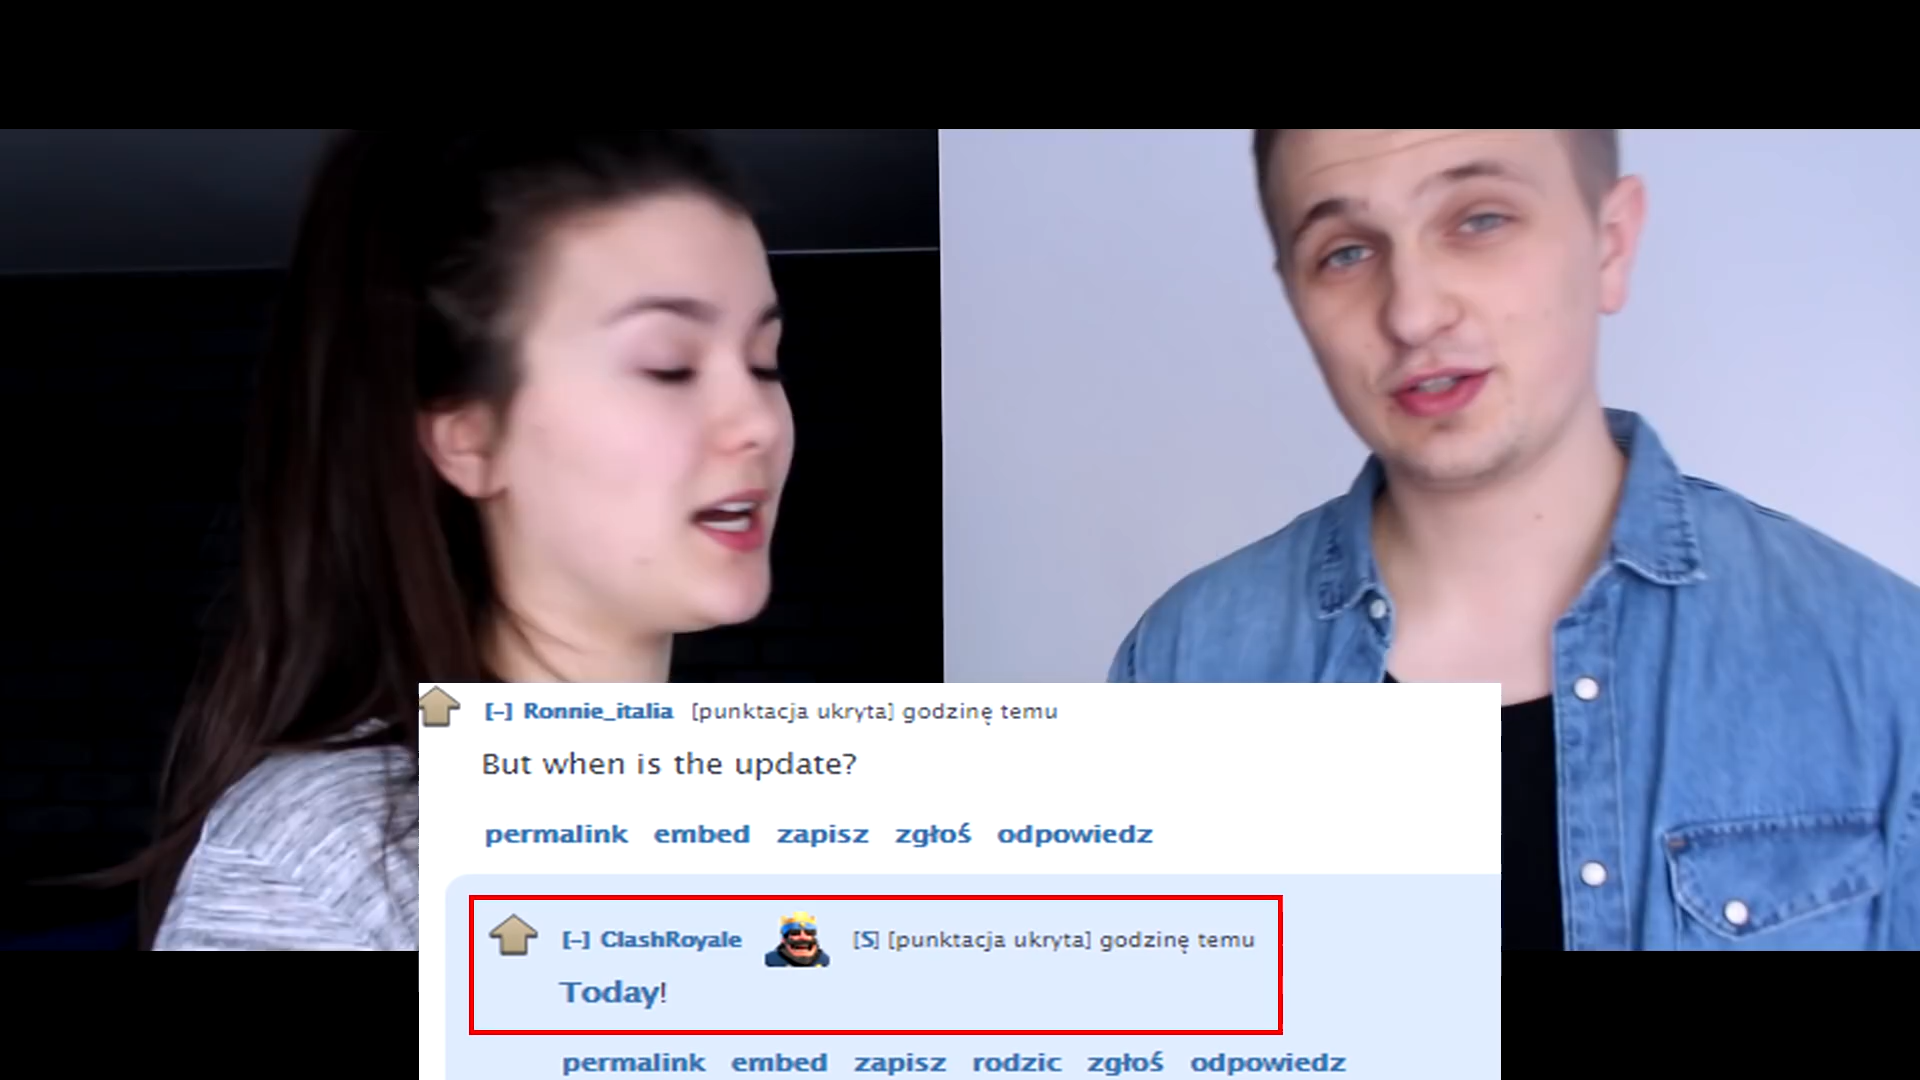 [-] Ronnie_italia [punktacja ukryta] godzinę temu
But when is the update?
permalink embed zapisz zgłoś odpowiedz
[-] ClashRoyale [S] [punktacja ukryta] godzinę temu
Today!
permalink embed zapisz rodzic zgłoś odpowiedz